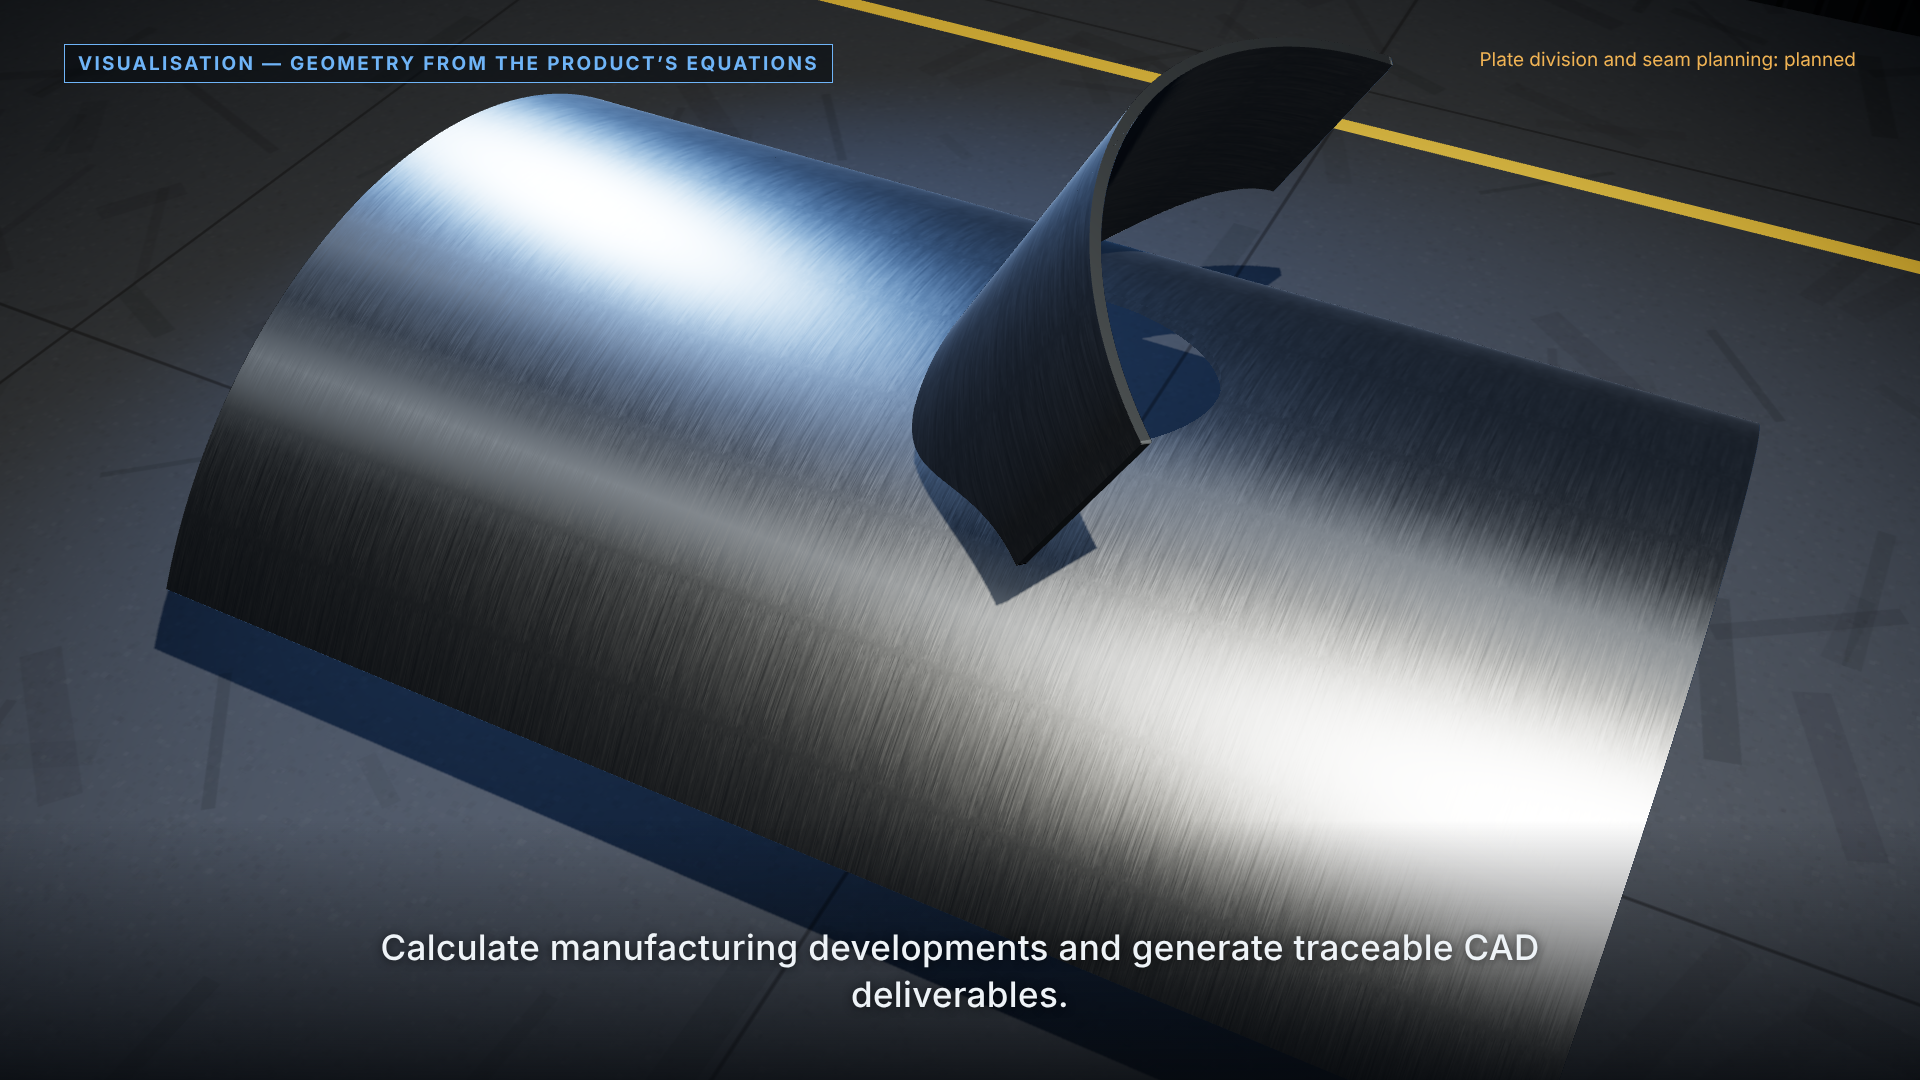 VISUALISATION — GEOMETRY FROM THE PRODUCT’S EQUATIONS
Plate division and seam planning: planned
Calculate manufacturing developments and generate traceable CAD
deliverables.